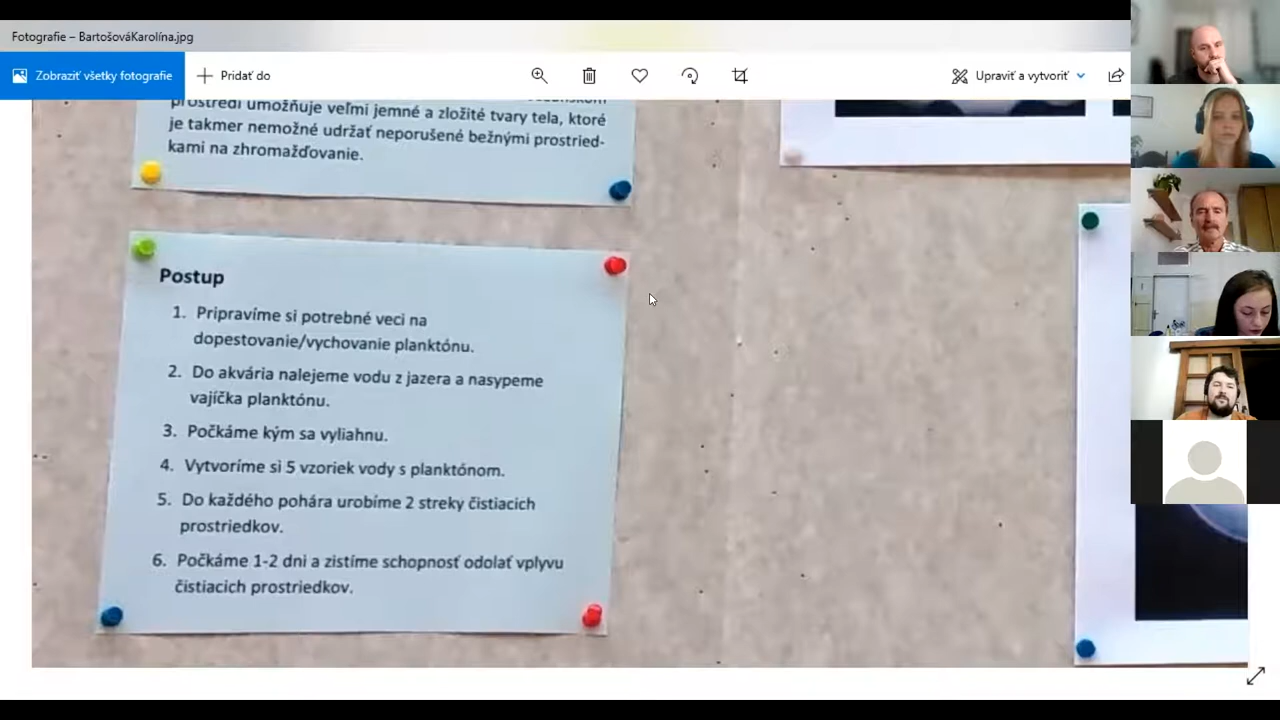 Fotografie – BartošováKarolína.jpg
Zobraziť všetky fotografie
Pridať do
Upraviť a vytvoriť
prostredí umožňuje veľmi jemné a zložité tvary tela, ktoré
je takmer nemožné udržať neporušené bežnými prostried-
kami na zhromažďovanie.
Postup
1. Pripravíme si potrebné veci na
dopestovanie/vychovanie planktónu.
2. Do akvária nalejeme vodu z jazera a nasypeme
vajíčka planktónu.
3. Počkáme kým sa vyliahnu.
4. Vytvoríme si 5 vzoriek vody s planktónom.
5. Do každého pohára urobíme 2 streky čistiacich
prostriedkov.
6. Počkáme 1-2 dni a zistíme schopnosť odolať vplyvu
čistiacich prostriedkov.